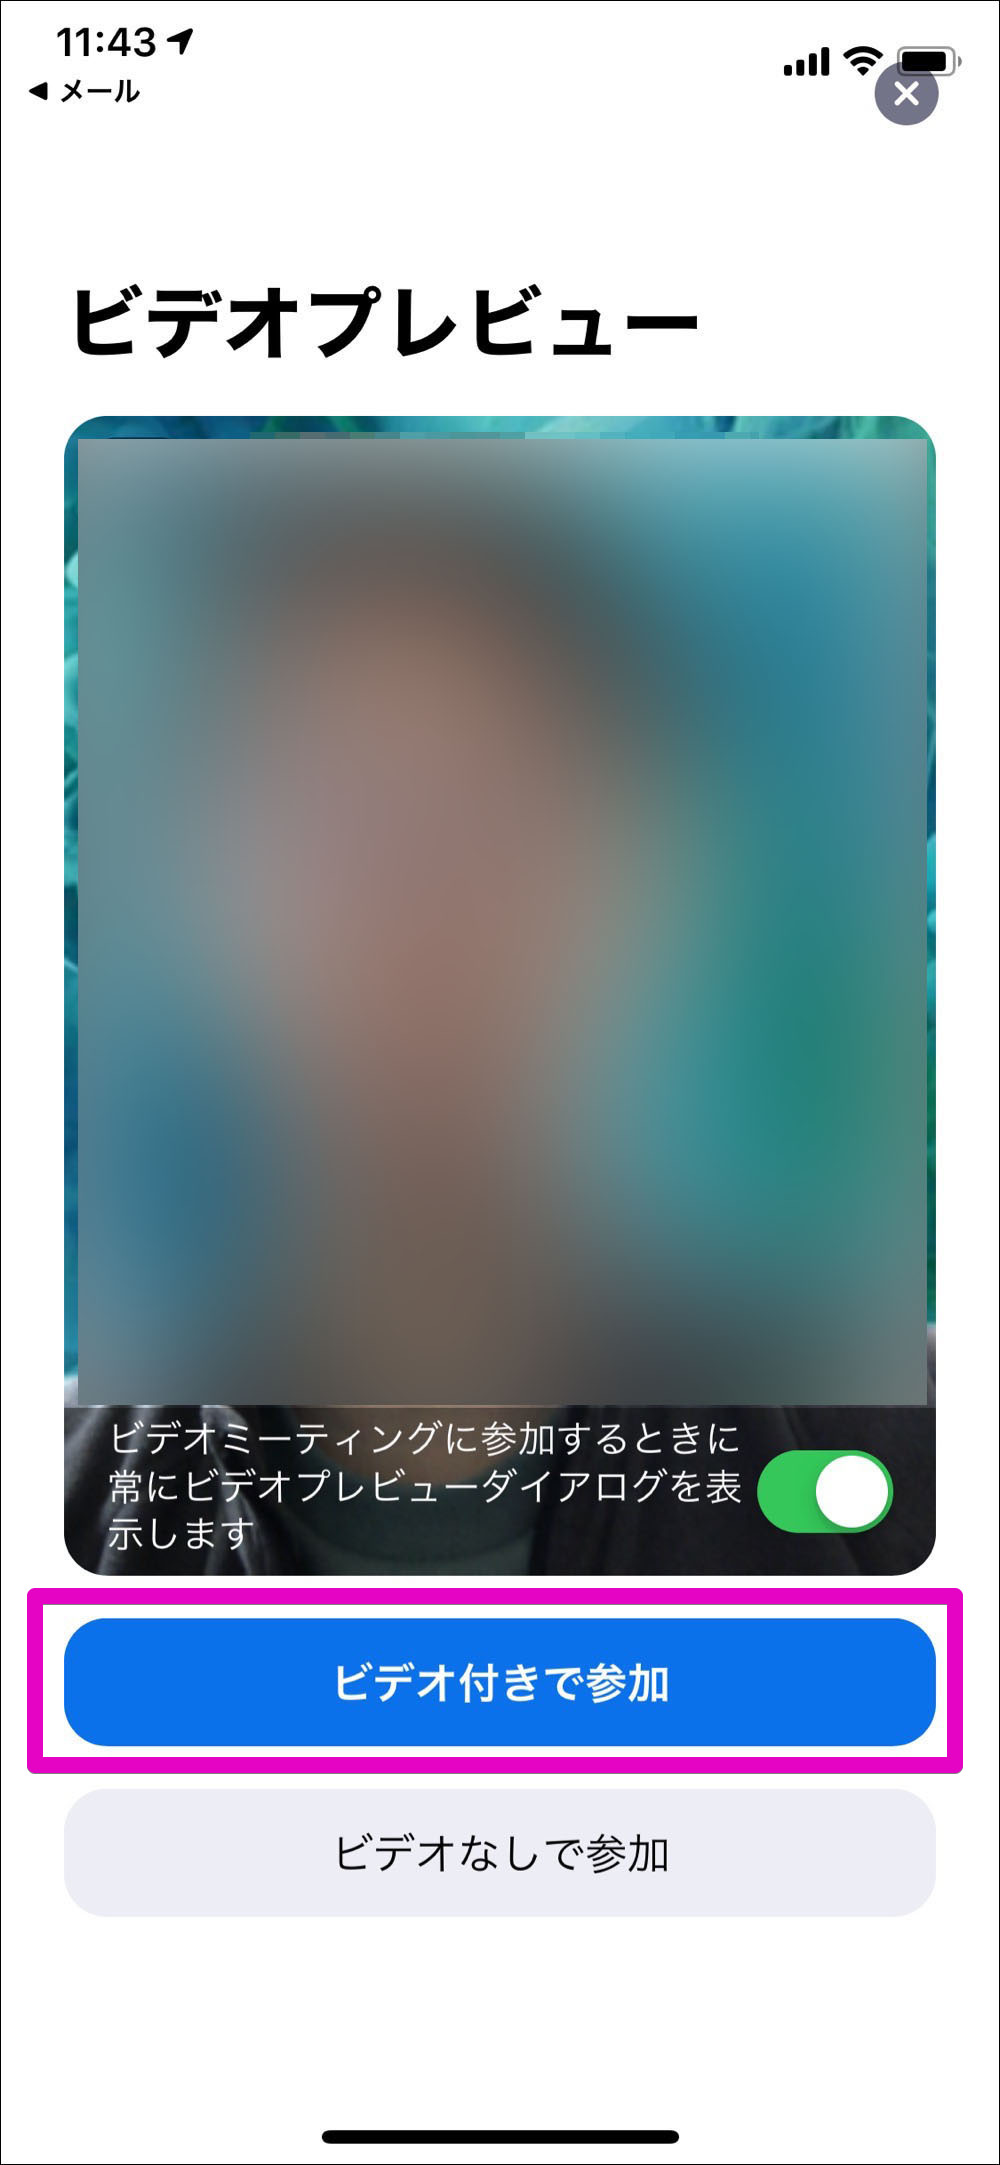 11:43
メール
ビデオプレビュー
ビデオミーティングに参加するときに
常にビデオプレビューダイアログを表
示します
ビデオ付きで参加
ビデオなしで参加